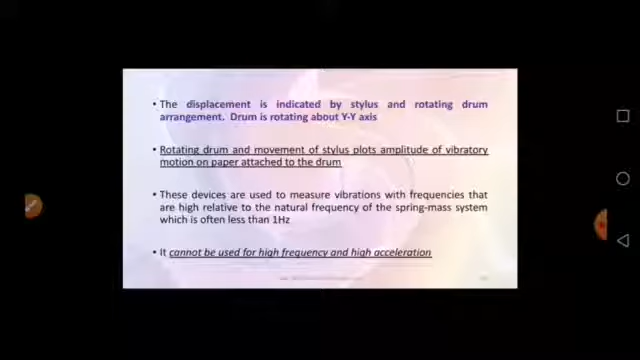 • The displacement is indicated by stylus and rotating drum
arrangement. Drum is rotating about Y-Y axis
• Rotating drum and movement of stylus plots amplitude of vibratory
motion on paper attached to the drum
• These devices are used to measure vibrations with frequencies that
are high relative to the natural frequency of the spring-mass system
which is often less than 1Hz
• It cannot be used for high frequency and high acceleration